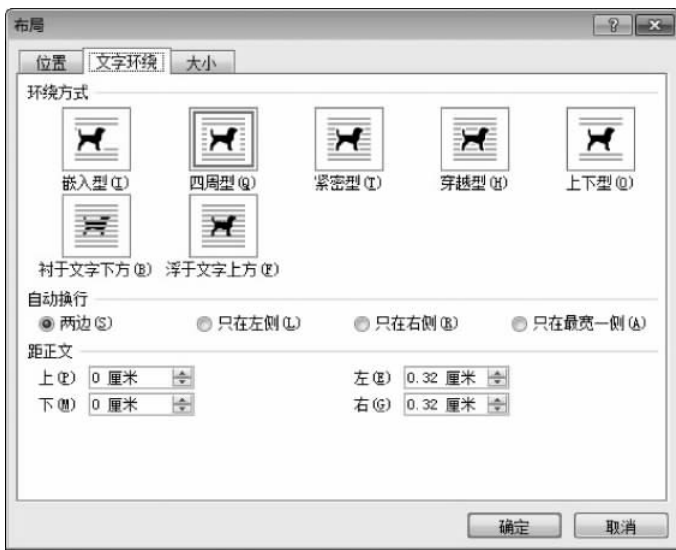 布局
位置 文字环绕 大小
环绕方式
嵌入型(I) 四周型(Q) 紧密型(T) 穿越型(H) 上下型(O)
衬于文字下方(B) 浮于文字上方(F)
自动换行
两边(S) 只在左侧(L) 只在右侧(R) 只在最宽一侧(A)
距正文
上(P) 0 厘米 左(E) 0.32 厘米
下(M) 0 厘米 右(G) 0.32 厘米
确定 取消